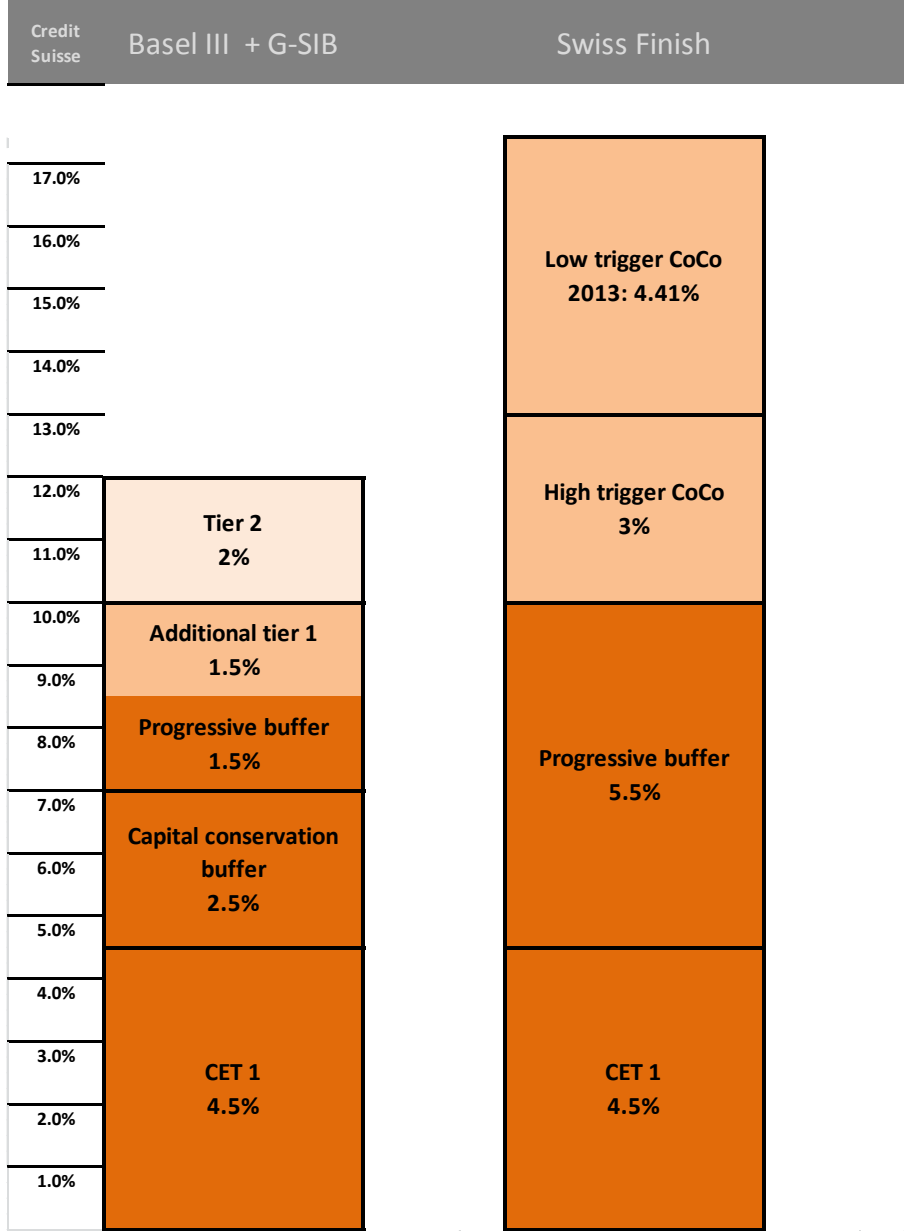 Credit
Suisse
Basel III + G-SIB
Swiss Finish
17.0%
16.0%
15.0%
14.0%
13.0%
12.0%
11.0%
10.0%
9.0%
8.0%
7.0%
6.0%
5.0%
4.0%
3.0%
2.0%
1.0%
Tier 2
2%
Additional tier 1
1.5%
Progressive buffer
1.5%
Capital conservation
buffer
2.5%
CET 1
4.5%
Low trigger CoCo
2013: 4.41%
High trigger CoCo
3%
Progressive buffer
5.5%
CET 1
4.5%